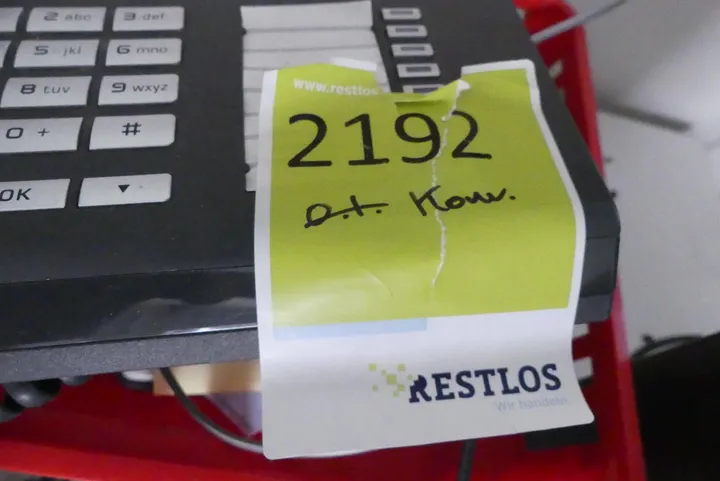 2 abc
3 def
5 jkl
6 mno
8 tuv
9 wxyz
0 +
#
OK
www.restlos
2192
RESTLOS
Wir handeln